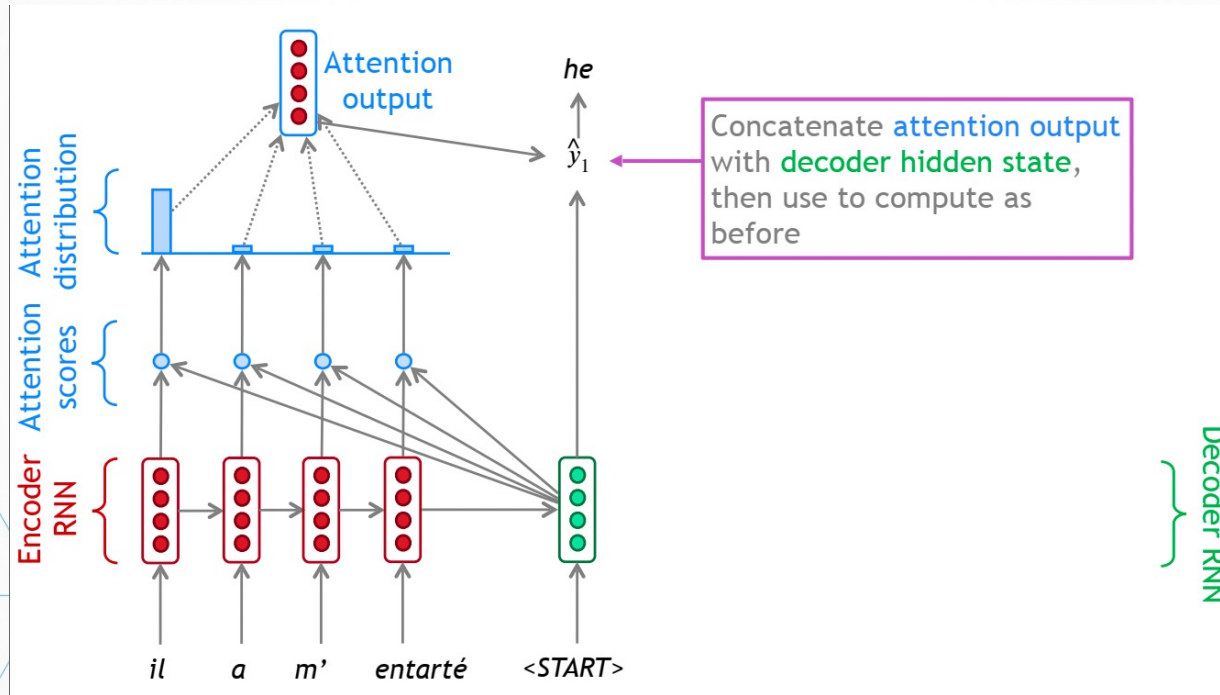 Attention
output
he
ŷ1
Concatenate attention output
with decoder hidden state,
then use to compute as
before
Attention
distribution
Attention
scores
Encoder
RNN
Decoder RNN
il a m’ entarté <START>